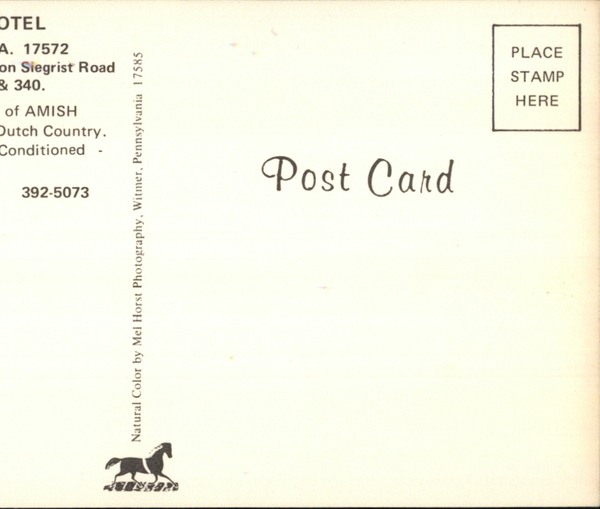 OTEL
A. 17572
on Siegrist Road
& 340.
of AMISH
Dutch Country.
Conditioned -
392-5073
Natural Color by Mel Horst Photography, Witmer, Pennsylvania 17585
Post Card
PLACE
STAMP
HERE